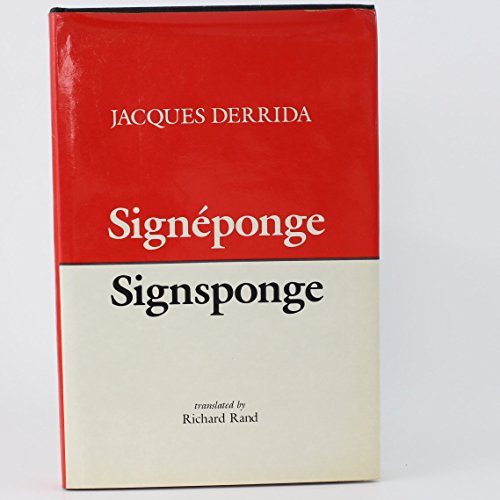 JACQUES DERRIDA
Signéponge
Signsponge
translated by
Richard Rand